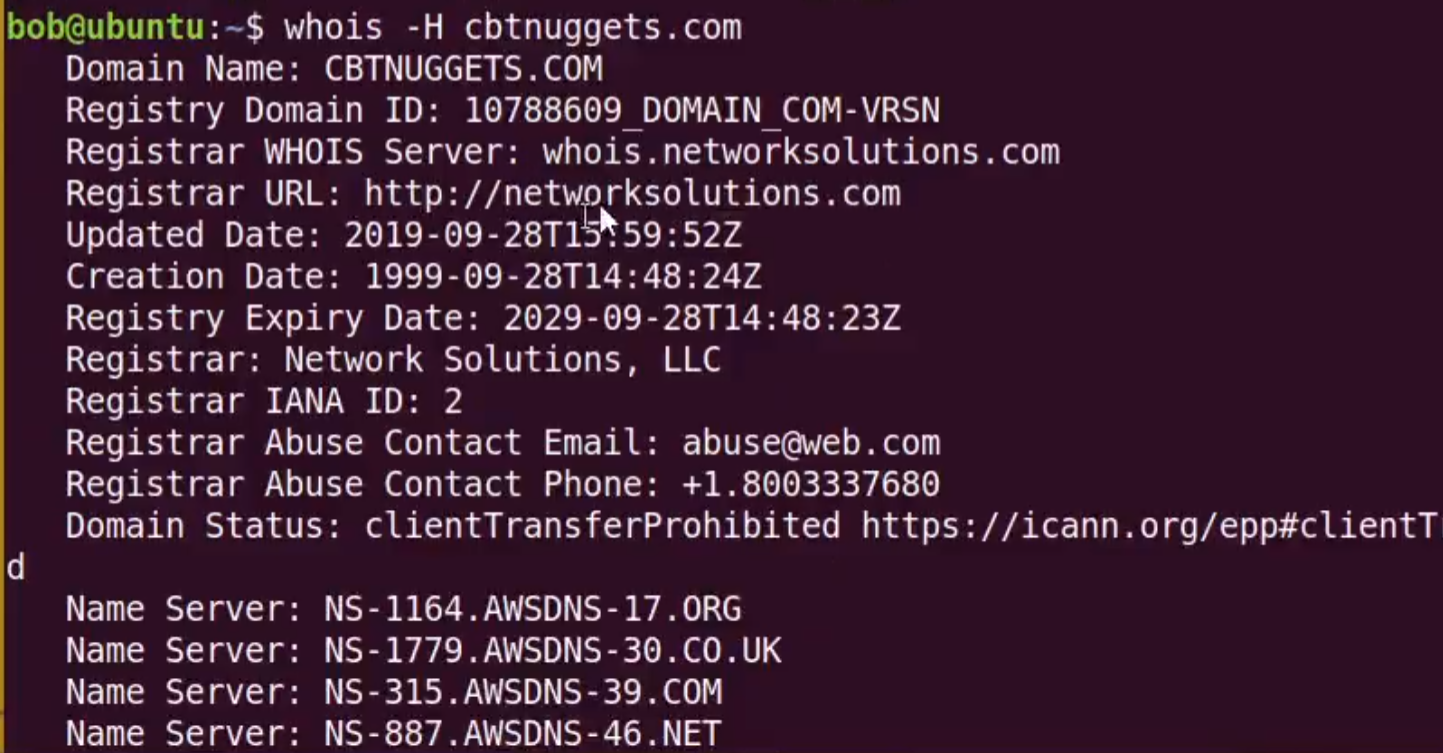 bob@ubuntu:~$ whois -H cbtnuggets.com
Domain Name: CBTNUGGETS.COM
Registry Domain ID: 10788609_DOMAIN_COM-VRSN
Registrar WHOIS Server: whois.networksolutions.com
Registrar URL: http://networksolutions.com
Updated Date: 2019-09-28T15:59:52Z
Creation Date: 1999-09-28T14:48:24Z
Registry Expiry Date: 2029-09-28T14:48:23Z
Registrar: Network Solutions, LLC
Registrar IANA ID: 2
Registrar Abuse Contact Email: abuse@web.com
Registrar Abuse Contact Phone: +1.8003337680
Domain Status: clientTransferProhibited https://icann.org/epp#clientT
d
Name Server: NS-1164.AWSDNS-17.ORG
Name Server: NS-1779.AWSDNS-30.CO.UK
Name Server: NS-315.AWSDNS-39.COM
Name Server: NS-887.AWSDNS-46.NET